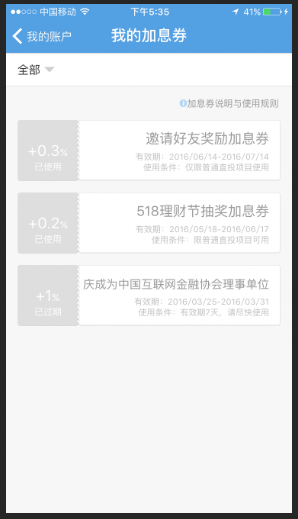 中国移动 下午5:35 41%
我的账户 我的加息券
全部
加息券说明与使用规则
+0.3%
已使用
邀请好友奖励加息券
有效期：2016/06/14-2016/07/14
使用条件：仅限普通直投项目使用
+0.2%
已使用
518理财节抽奖加息券
有效期：2016/05/18-2016/06/17
使用条件：限普通直投项目可用
+1%
已过期
庆成为中国互联网金融协会理事单位
有效期：2016/03/25-2016/03/31
使用条件：有效期7天，请尽快使用